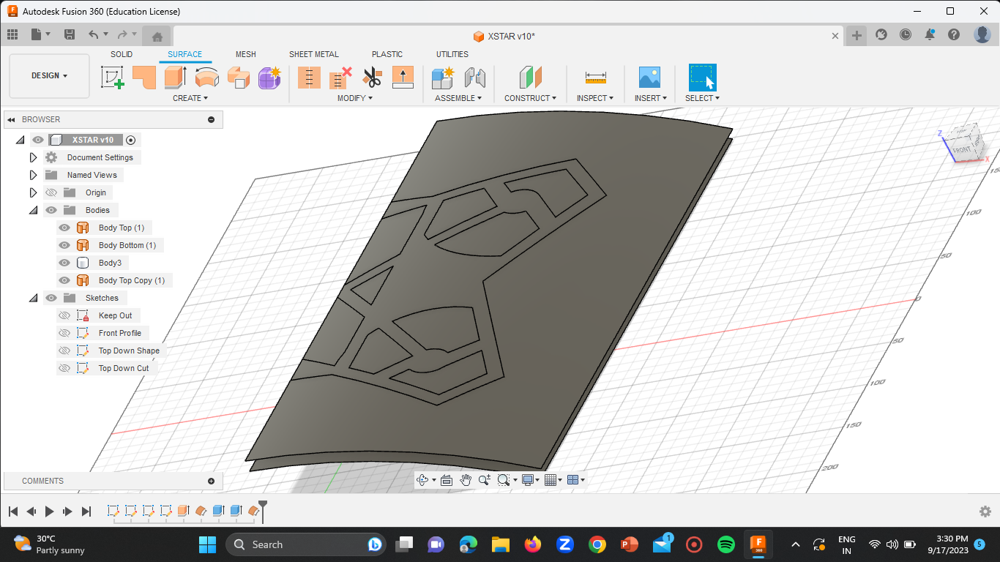 Autodesk Fusion 360 (Education License)
XSTAR v10*
SOLID SURFACE MESH SHEET METAL PLASTIC UTILITIES
DESIGN
CREATE MODIFY ASSEMBLE CONSTRUCT INSPECT INSERT SELECT
BROWSER
XSTAR v10
Document Settings
Named Views
Origin
Bodies
Body Top (1)
Body Bottom (1)
Body3
Body Top Copy (1)
Sketches
Keep Out
Front Profile
Top Down Shape
Top Down Cut
Z
FRONT
X
100
50
0
50
100
150
200
COMMENTS
30°C
Partly sunny
Search
1
F
360
ENG
IN
3:30 PM
9/17/2023
5